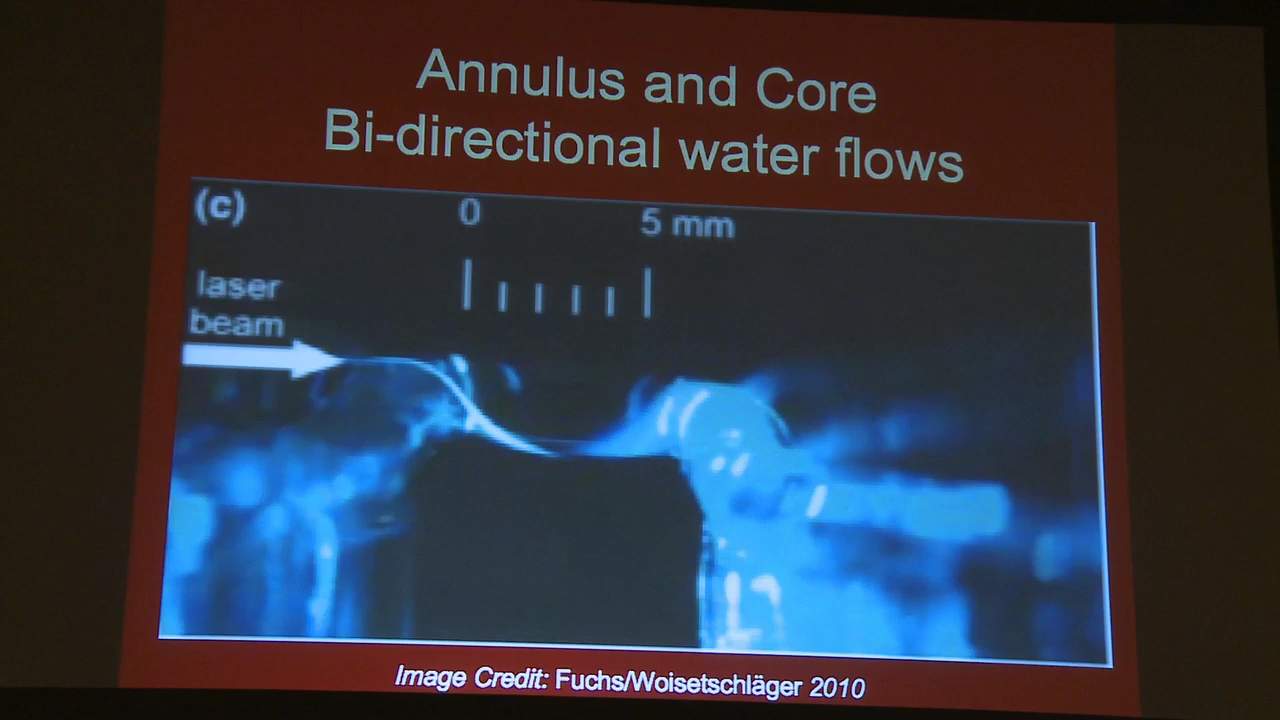 Annulus and Core
Bi-directional water flows
(c)
0
5 mm
laser
beam
Image Credit: Fuchs/Woisetschläger 2010